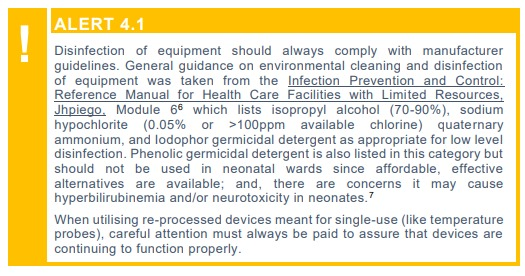 !
ALERT 4.1
Disinfection of equipment should always comply with manufacturer
guidelines. General guidance on environmental cleaning and disinfection
of equipment was taken from the Infection Prevention and Control:
Reference Manual for Health Care Facilities with Limited Resources,
Jhpiego, Module 6⁶ which lists isopropyl alcohol (70-90%), sodium
hypochlorite (0.05% or >100ppm available chlorine) quaternary
ammonium, and Iodophor germicidal detergent as appropriate for low level
disinfection. Phenolic germicidal detergent is also listed in this category but
should not be used in neonatal wards since affordable, effective
alternatives are available; and, there are concerns it may cause
hyperbilirubinemia and/or neurotoxicity in neonates.⁷
When utilising re-processed devices meant for single-use (like temperature
probes), careful attention must always be paid to assure that devices are
continuing to function properly.